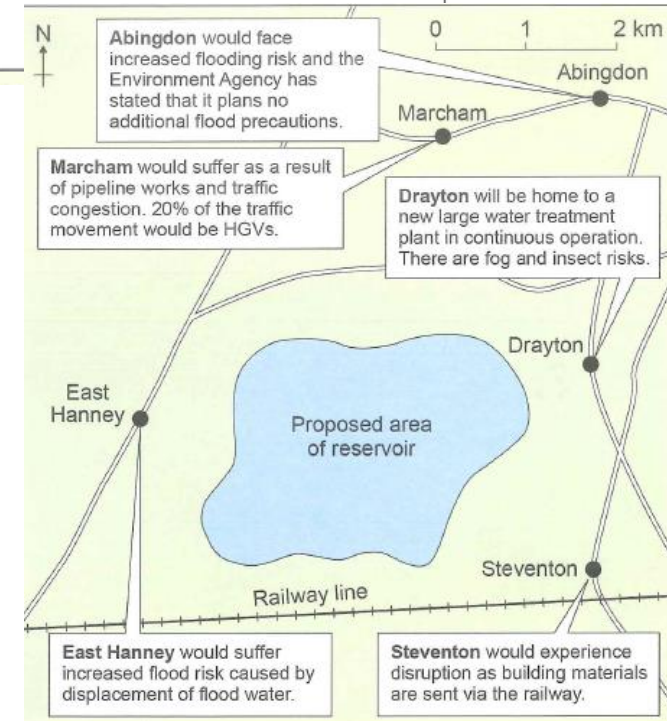 N
Abingdon would face
increased flooding risk and the
Environment Agency has
stated that it plans no
additional flood precautions.
0 1 2 km
Abingdon
Marcham
Marcham would suffer as a result
of pipeline works and traffic
congestion. 20% of the traffic
movement would be HGVs.
Drayton will be home to a
new large water treatment
plant in continuous operation.
There are fog and insect risks.
Drayton
East
Hanney
Proposed area
of reservoir
Steventon
Railway line
East Hanney would suffer
increased flood risk caused by
displacement of flood water.
Steventon would experience
disruption as building materials
are sent via the railway.